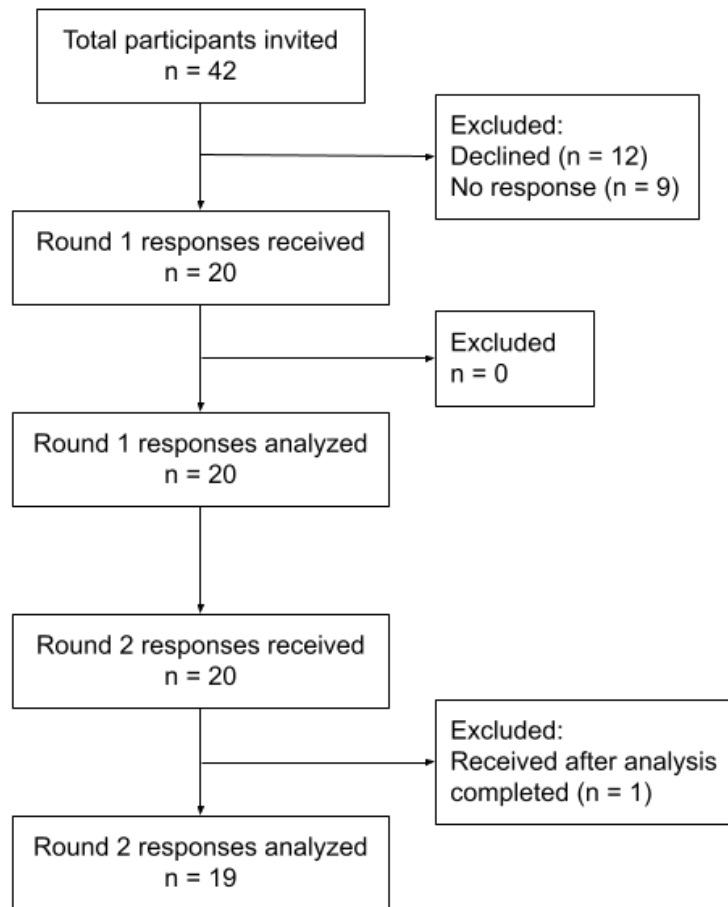 Total participants invited
n = 42
Excluded:
Declined (n = 12)
No response (n = 9)
Round 1 responses received
n = 20
Excluded
n = 0
Round 1 responses analyzed
n = 20
Round 2 responses received
n = 20
Excluded:
Received after analysis
completed (n = 1)
Round 2 responses analyzed
n = 19